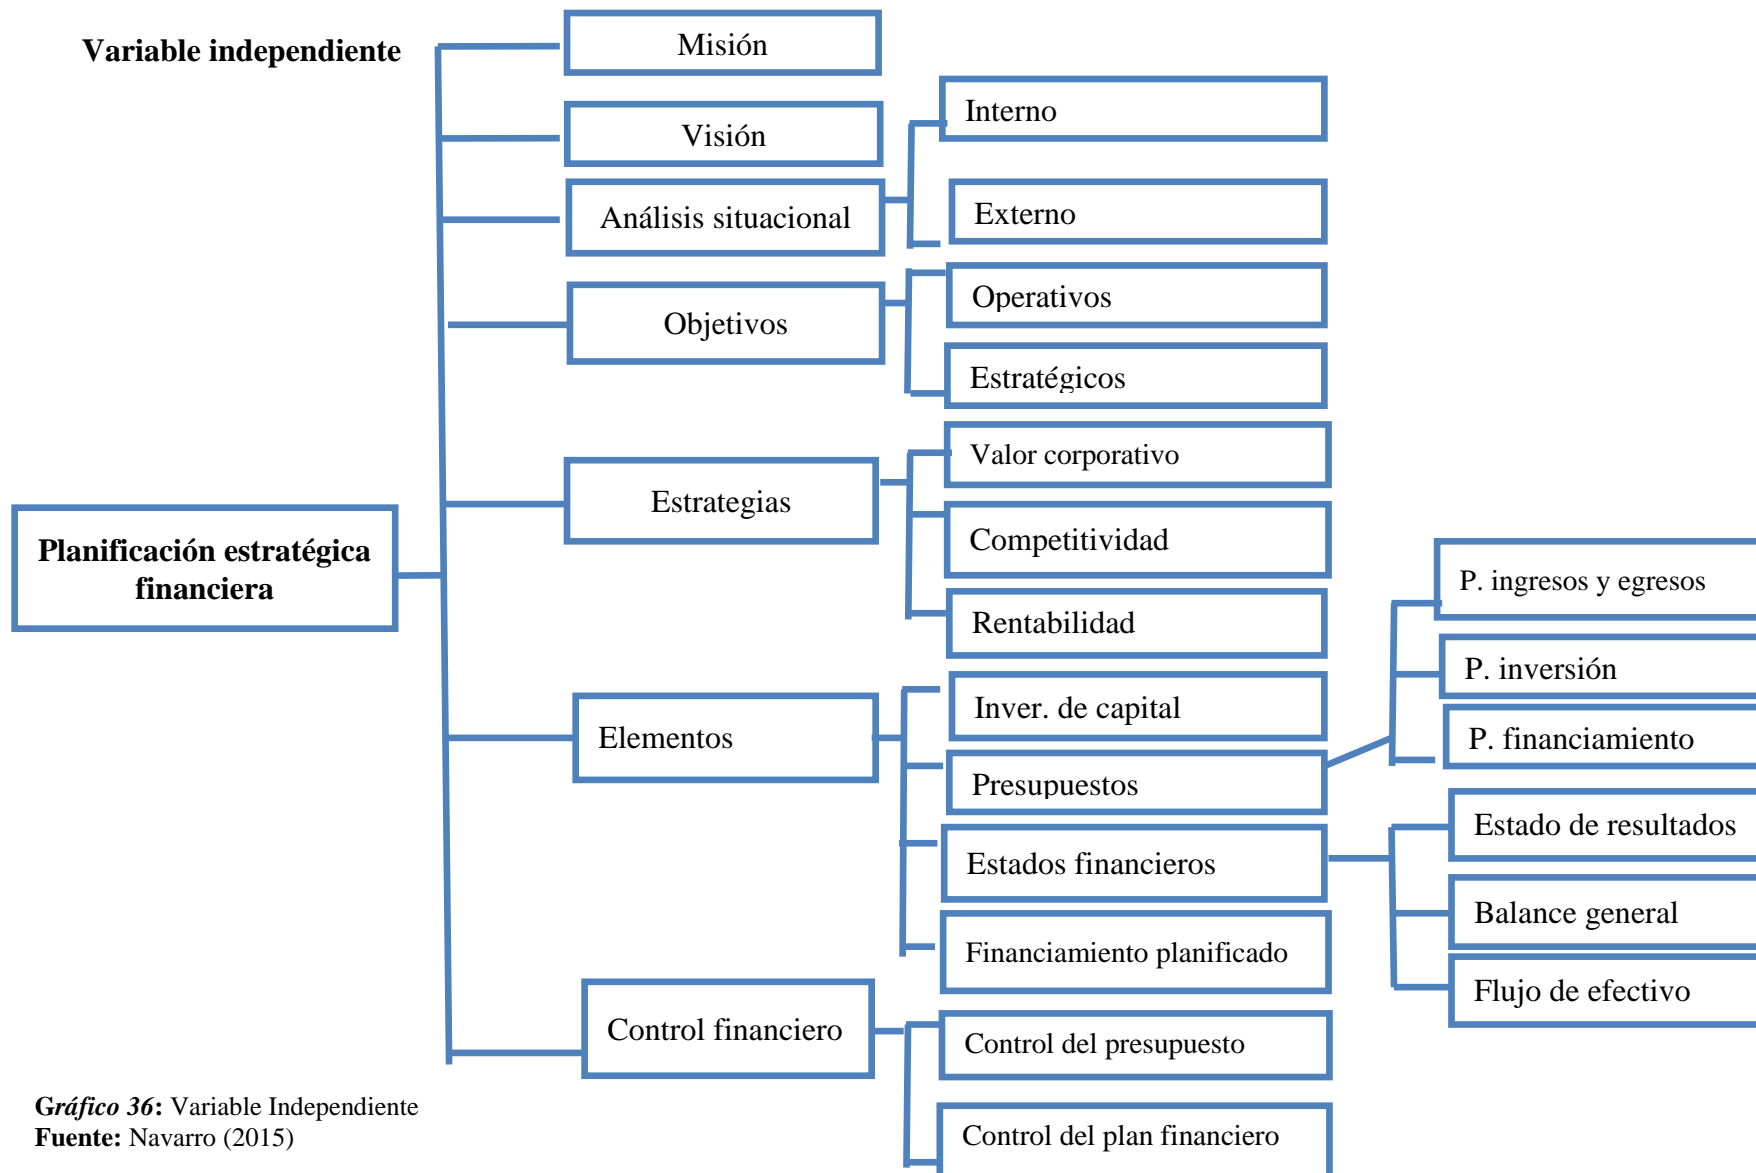 Variable independiente
Misión
Visión
Análisis situacional
Interno
Externo
Objetivos
Operativos
Estratégicos
Estrategias
Valor corporativo
Competitividad
Rentabilidad
Planificación estratégica
financiera
Elementos
Inver. de capital
Presupuestos
Estados financieros
Financiamiento planificado
P. ingresos y egresos
P. inversión
P. financiamiento
Estado de resultados
Balance general
Flujo de efectivo
Control financiero
Control del presupuesto
Control del plan financiero
Gráfico 36: Variable Independiente
Fuente: Navarro (2015)